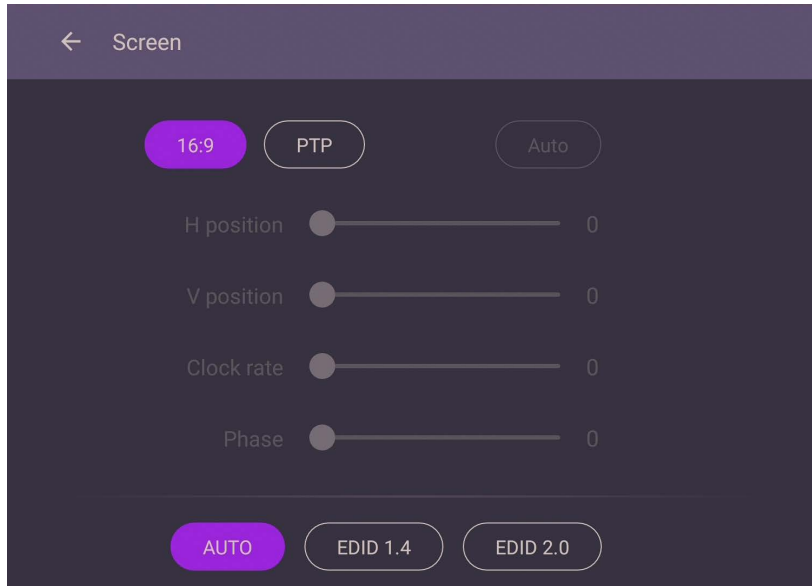 Screen
16:9 PTP Auto
H position 0
V position 0
Clock rate 0
Phase 0
AUTO EDID 1.4 EDID 2.0